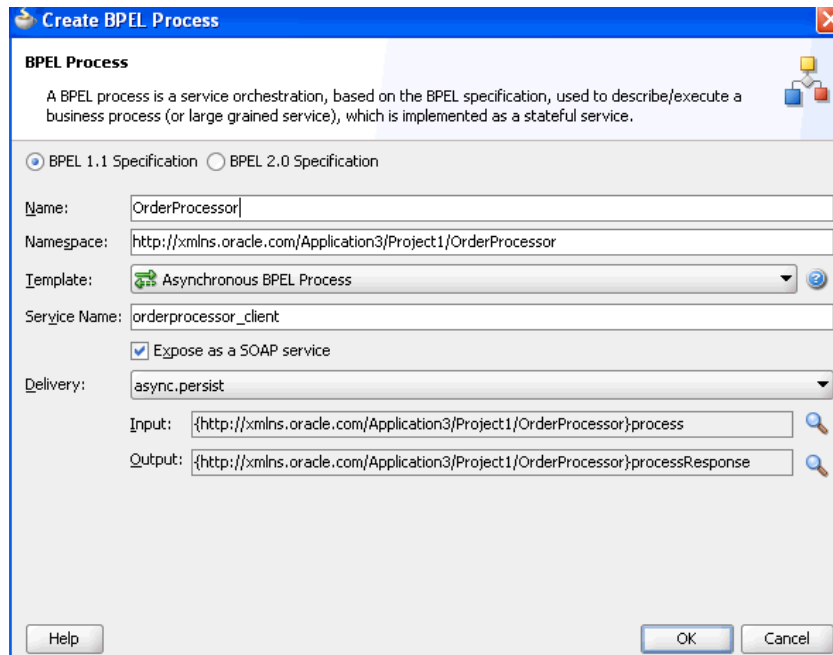 Create BPEL Process
BPEL Process
A BPEL process is a service orchestration, based on the BPEL specification, used to describe/execute a
business process (or large grained service), which is implemented as a stateful service.
BPEL 1.1 Specification BPEL 2.0 Specification
Name: OrderProcessor
Namespace: http://xmlns.oracle.com/Application3/Project1/OrderProcessor
Template: Asynchronous BPEL Process
Service Name: orderprocessor_client
Expose as a SOAP service
Delivery: async.persist
Input: {http://xmlns.oracle.com/Application3/Project1/OrderProcessor}process
Output: {http://xmlns.oracle.com/Application3/Project1/OrderProcessor}processResponse
Help OK Cancel